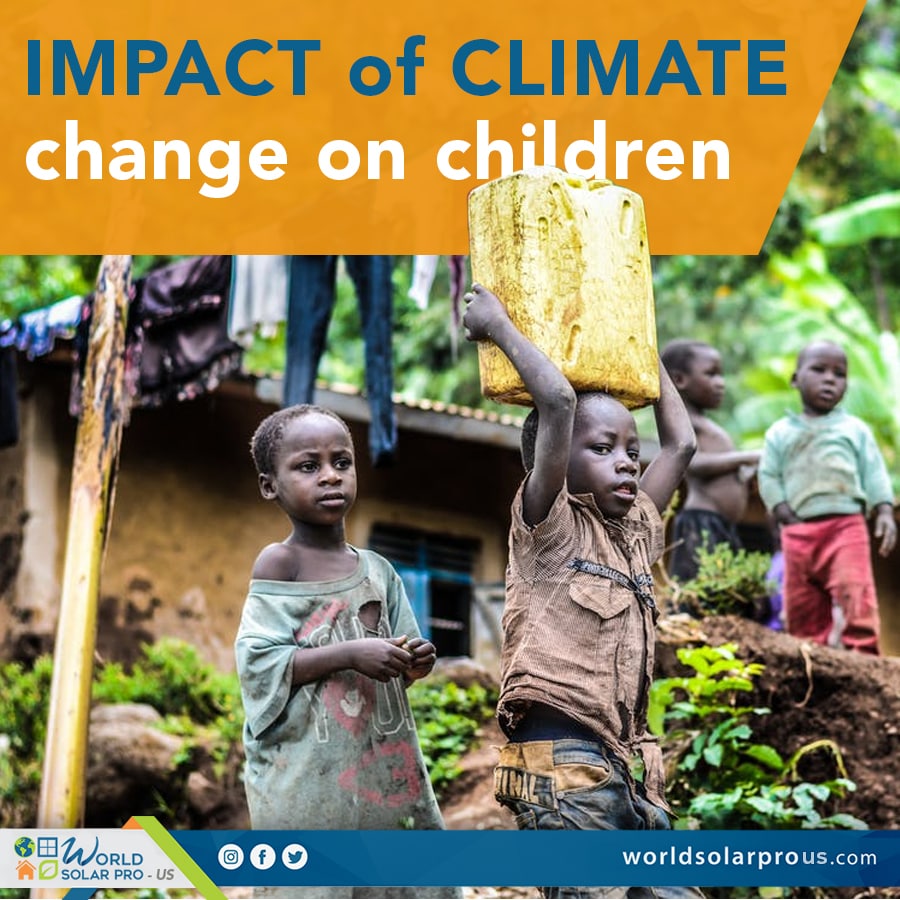 IMPACT of CLIMATE
change on children
WORLD
SOLAR PRO - US
worldsolarprous.com